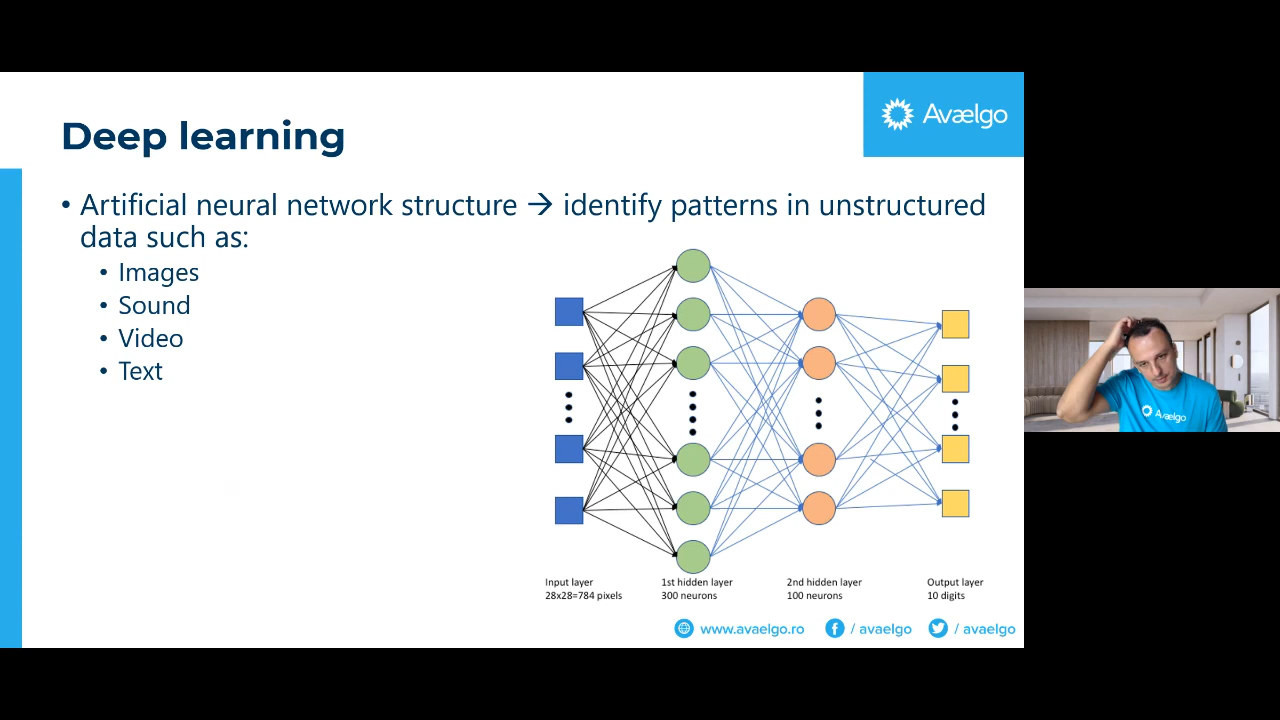 Avaelgo
Deep learning
• Artificial neural network structure → identify patterns in unstructured
data such as:
• Images
• Sound
• Video
• Text
Input layer
28x28=784 pixels
1st hidden layer
300 neurons
2nd hidden layer
100 neurons
Output layer
10 digits
www.avaelgo.ro / avaelgo / avaelgo
Avaelgo